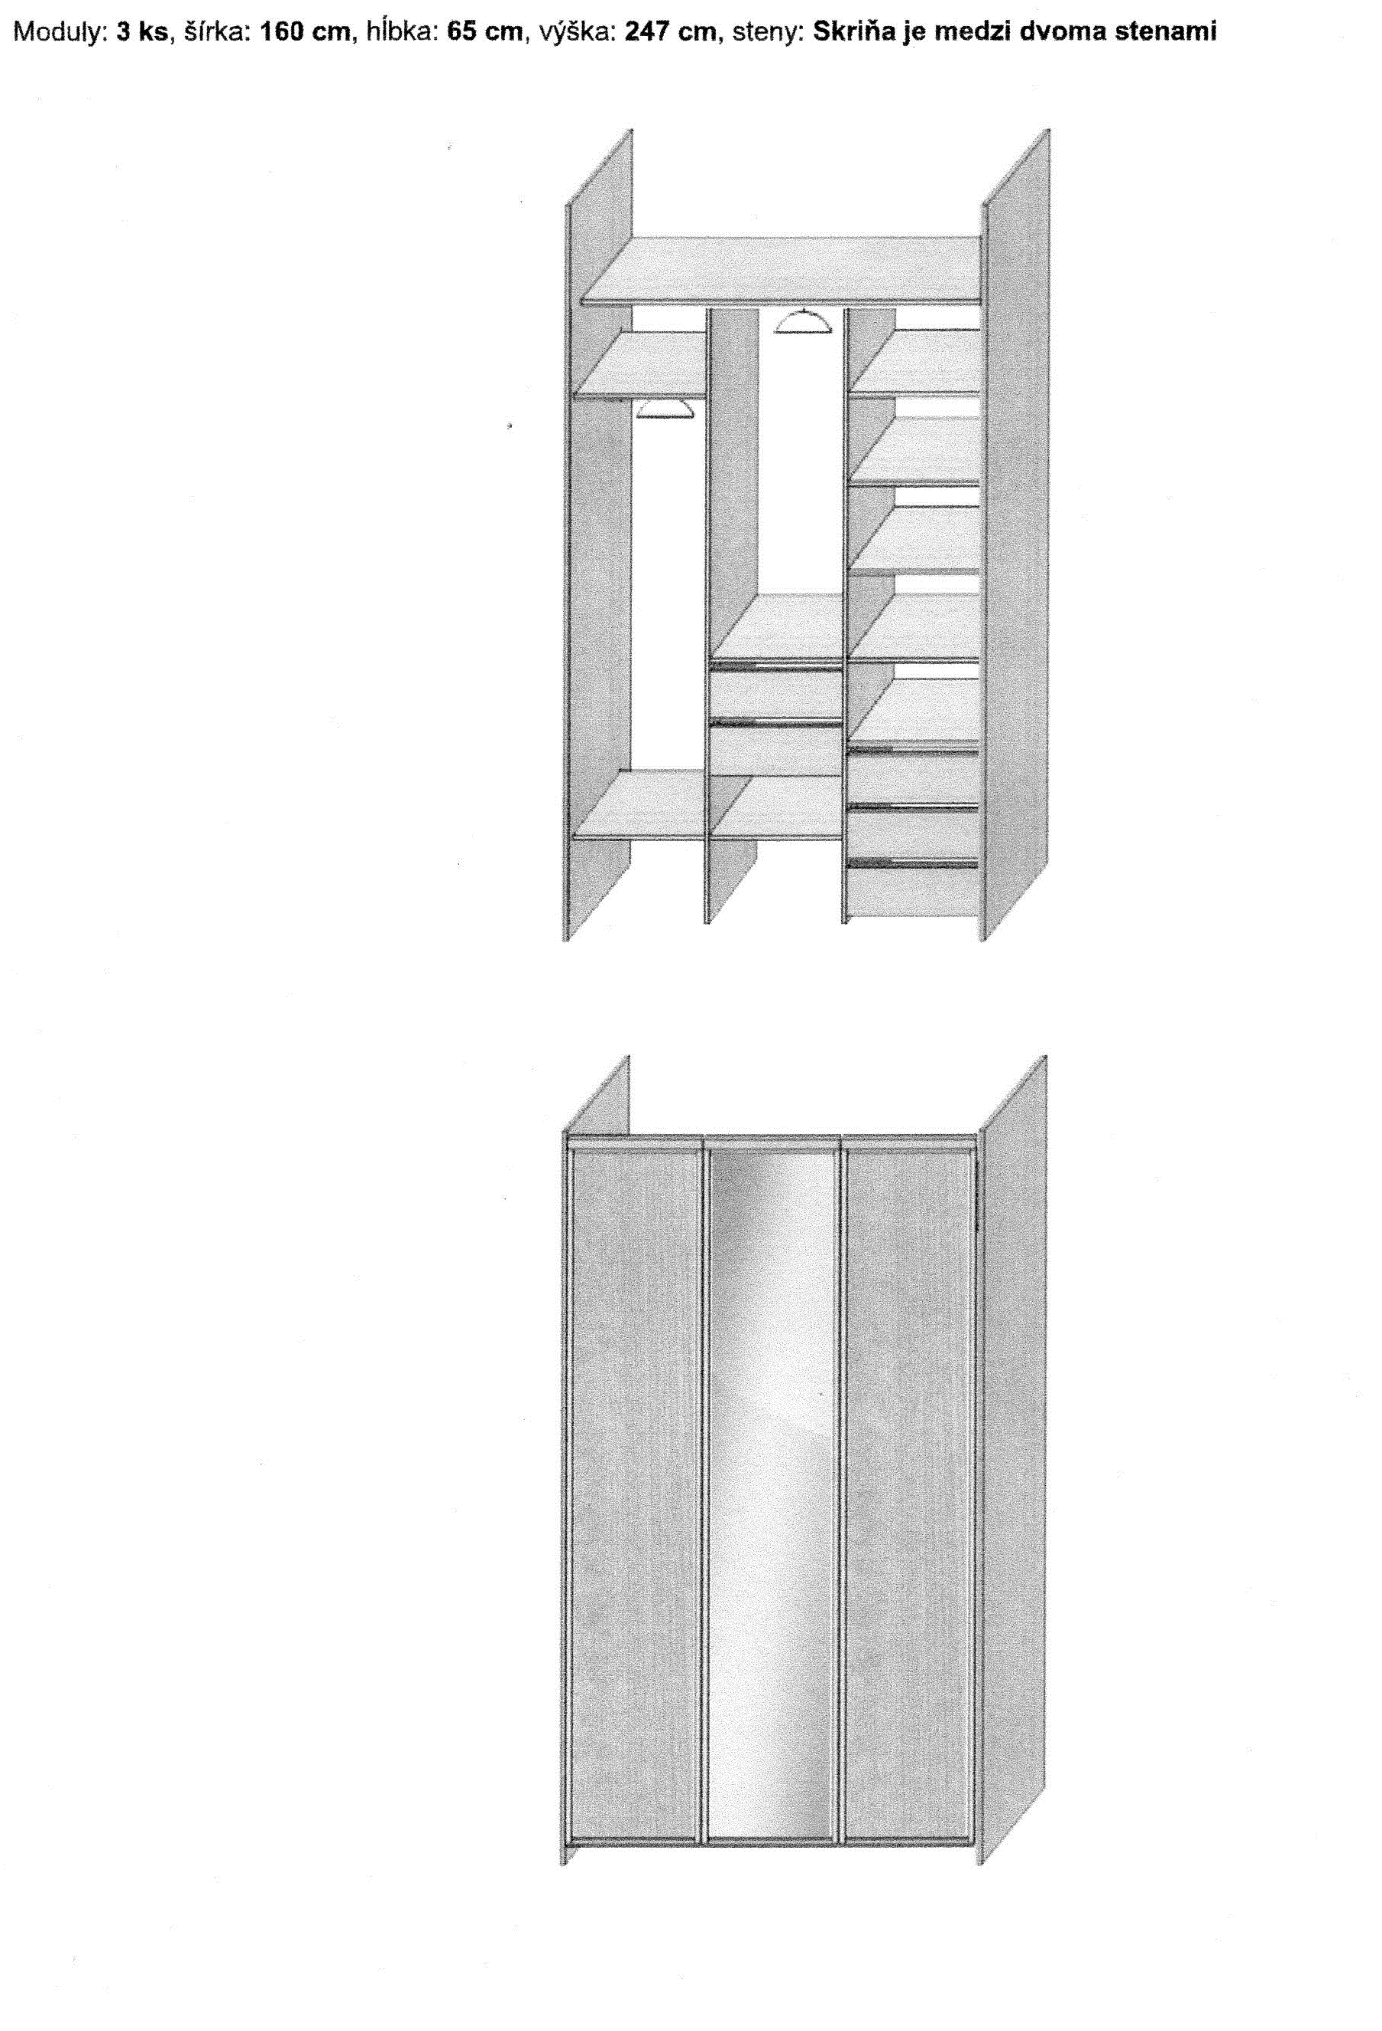 Moduly: 3 ks, šírka: 160 cm, hĺbka: 65 cm, výška: 247 cm, steny: Skriňa je medzi dvoma stenami